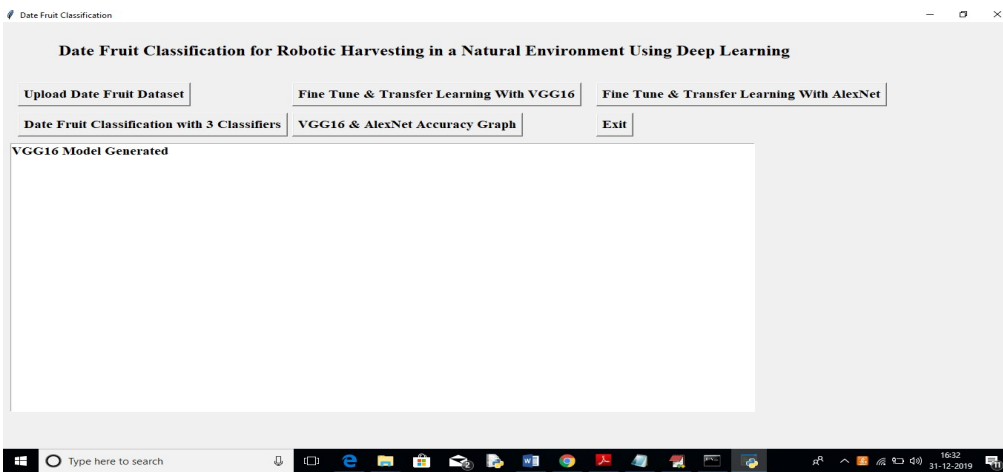 Date Fruit Classification
Date Fruit Classification for Robotic Harvesting in a Natural Environment Using Deep Learning
Upload Date Fruit Dataset
Fine Tune & Transfer Learning With VGG16
Fine Tune & Transfer Learning With AlexNet
Date Fruit Classification with 3 Classifiers
VGG16 & AlexNet Accuracy Graph
Exit
VGG16 Model Generated
Type here to search
16:32
31-12-2019